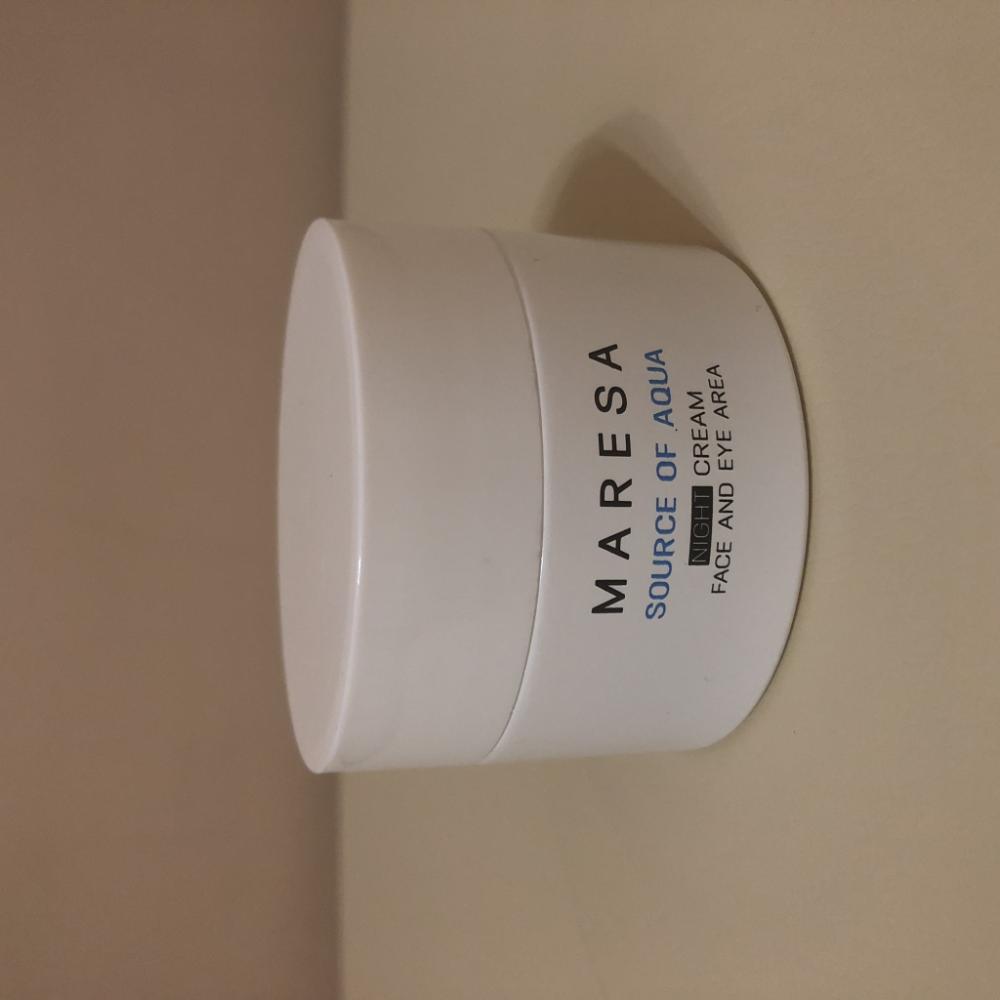 MARESA
SOURCE OF AQUA
NIGHT CREAM
FACE AND EYE AREA